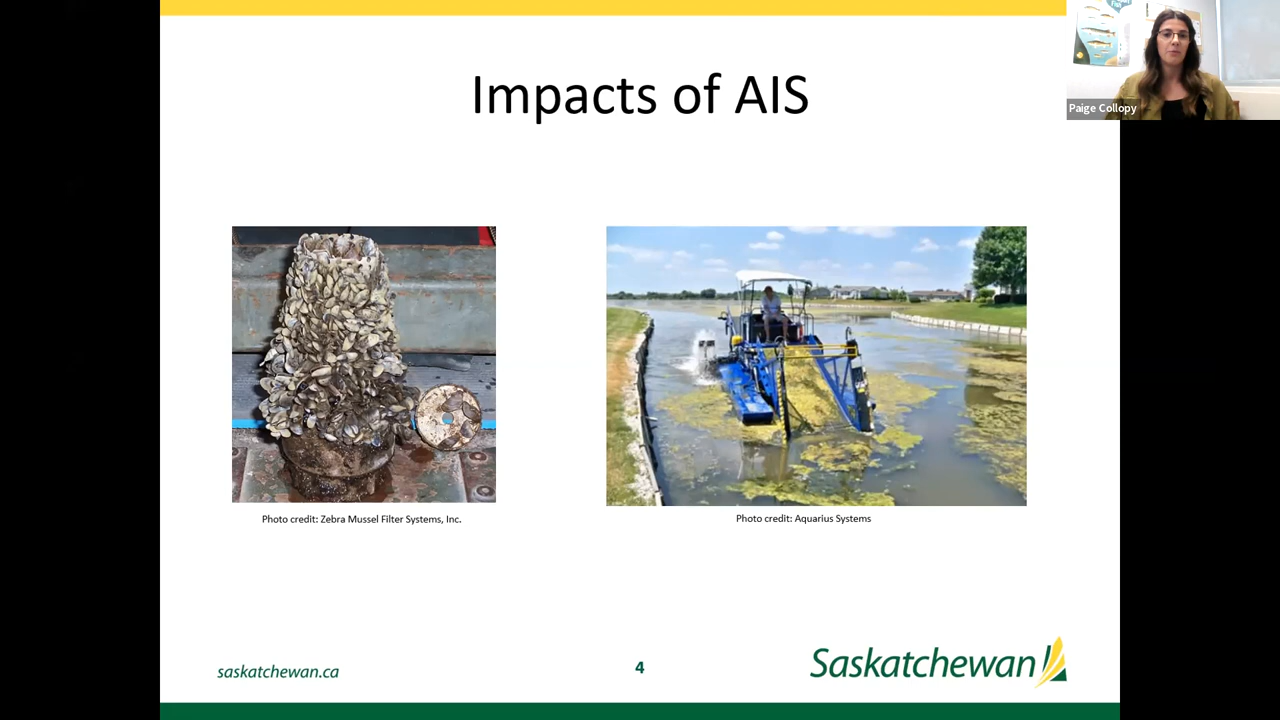 Impacts of AIS
Paige Collopy
Photo credit: Zebra Mussel Filter Systems, Inc.
Photo credit: Aquarius Systems
saskatchewan.ca
4
Saskatchewan